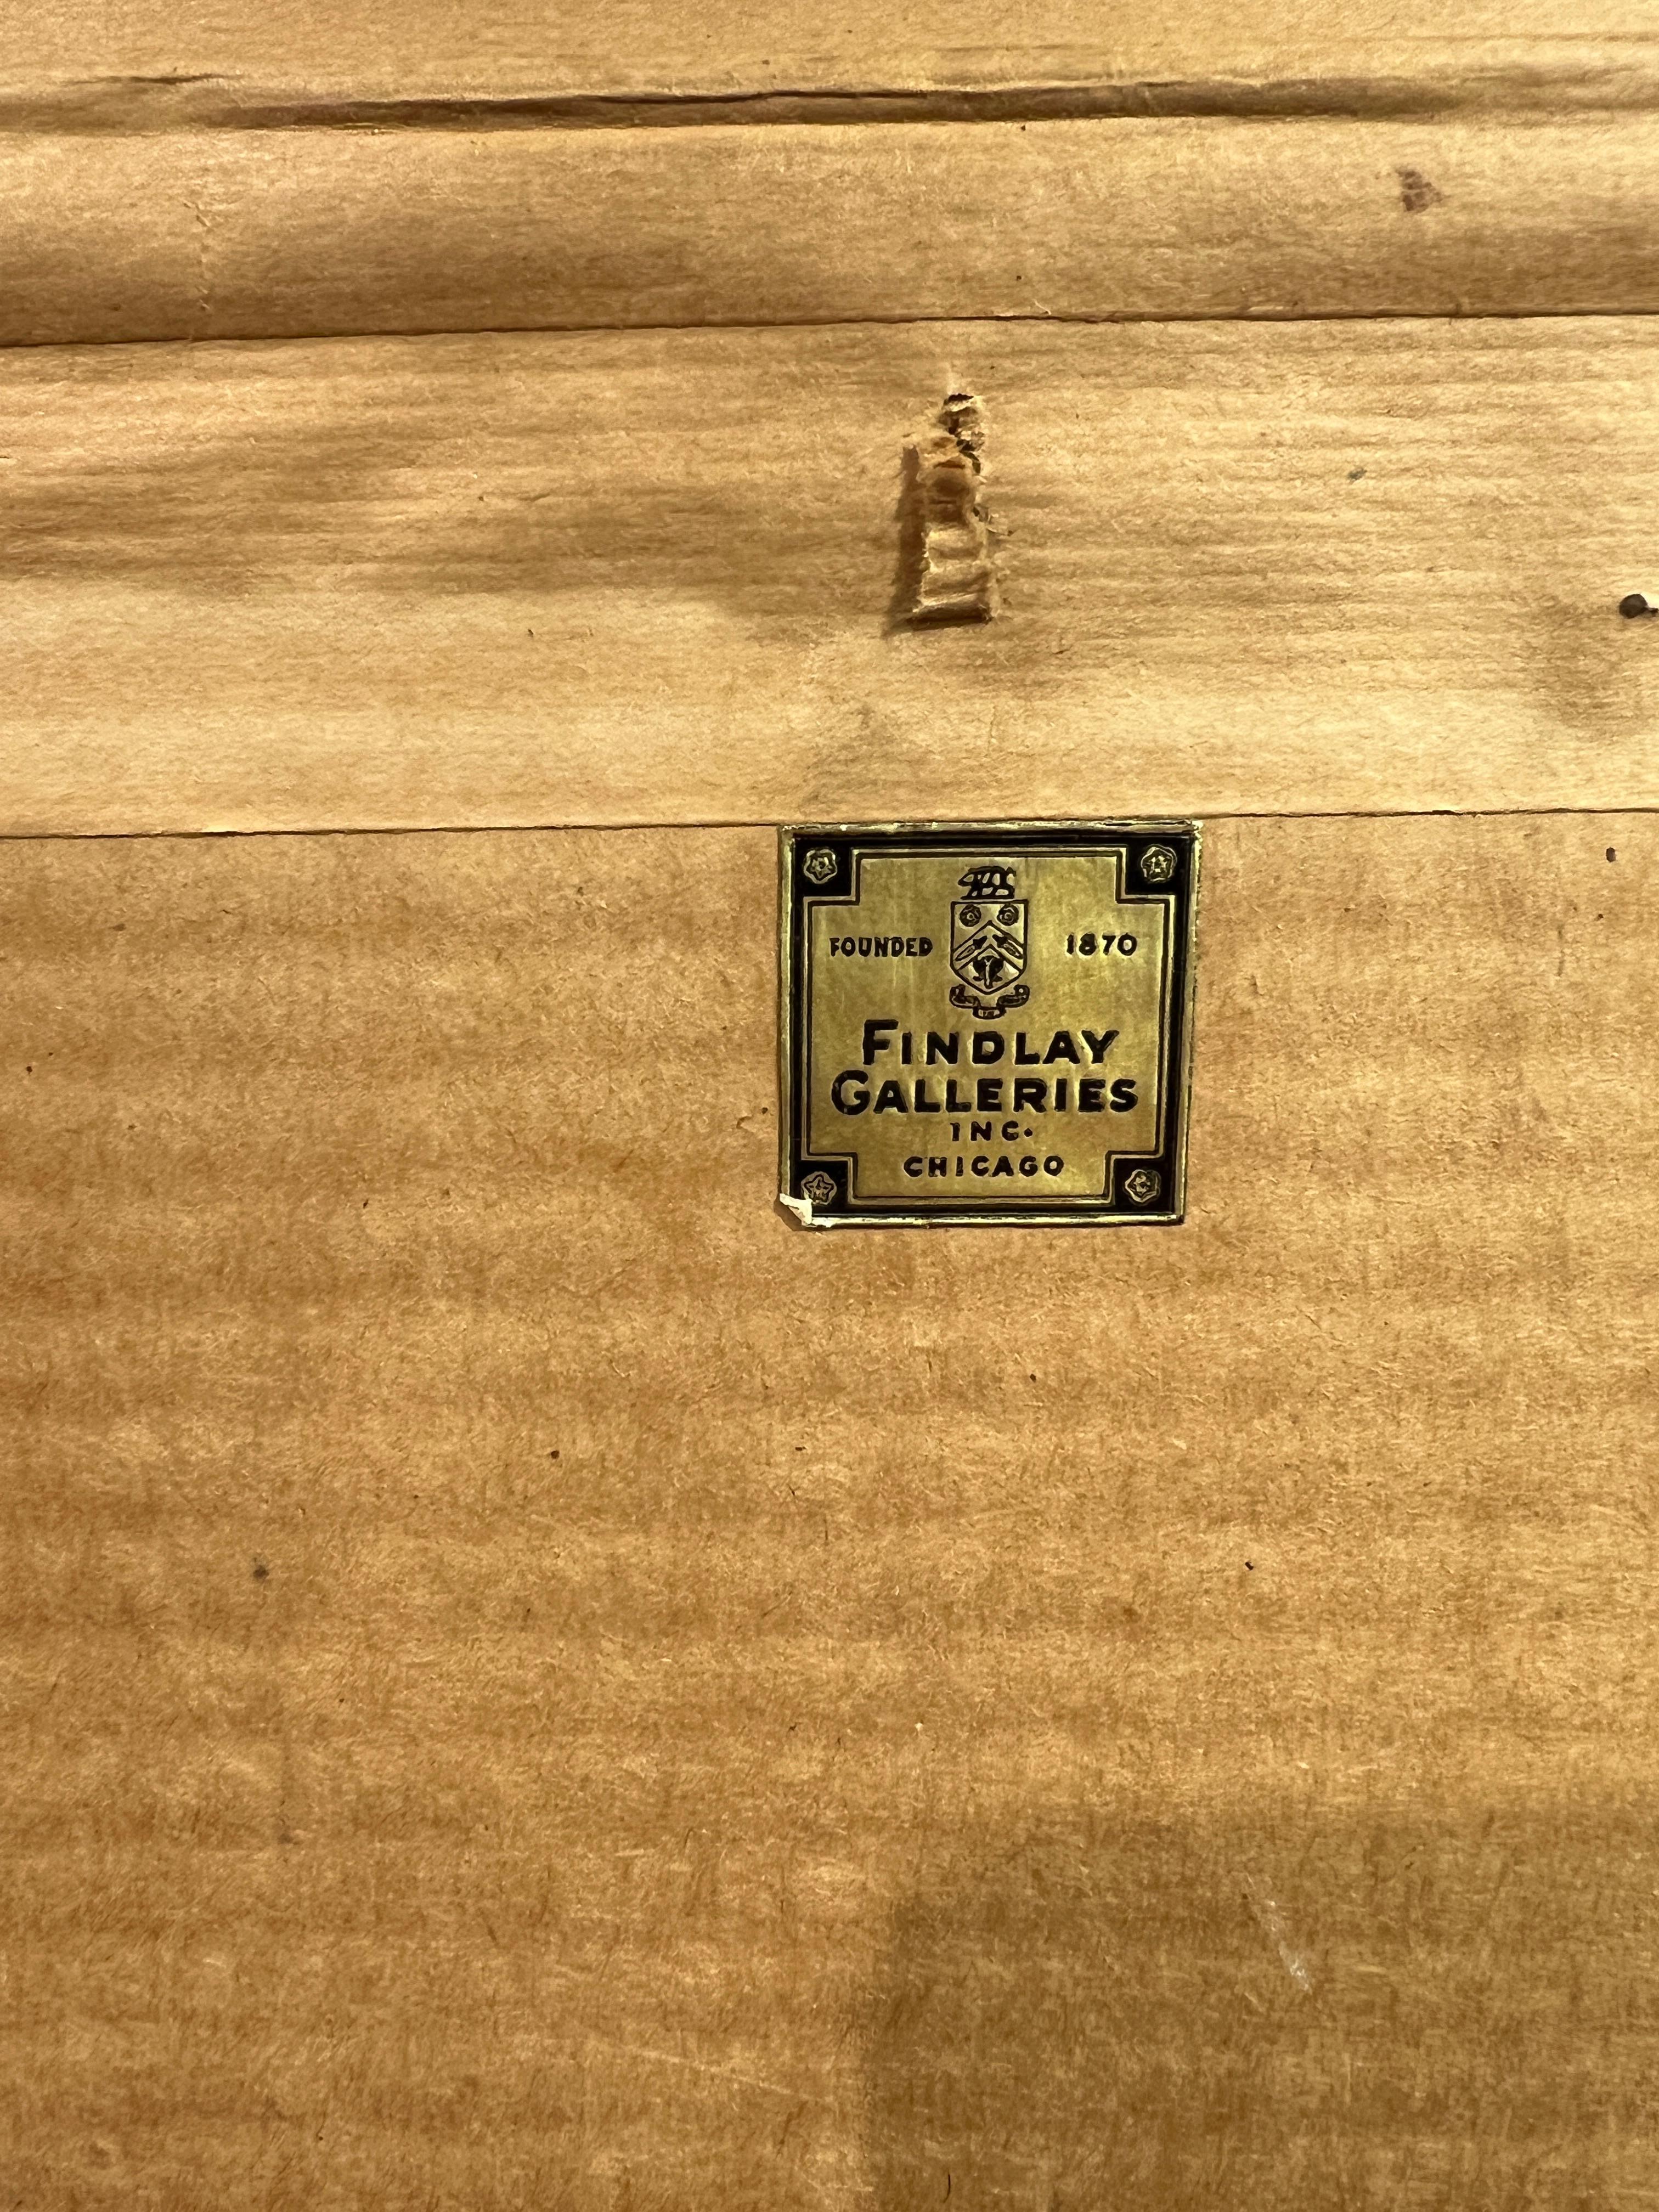 FOUNDED 1870
FINDLAY
GALLERIES
INC.
CHICAGO